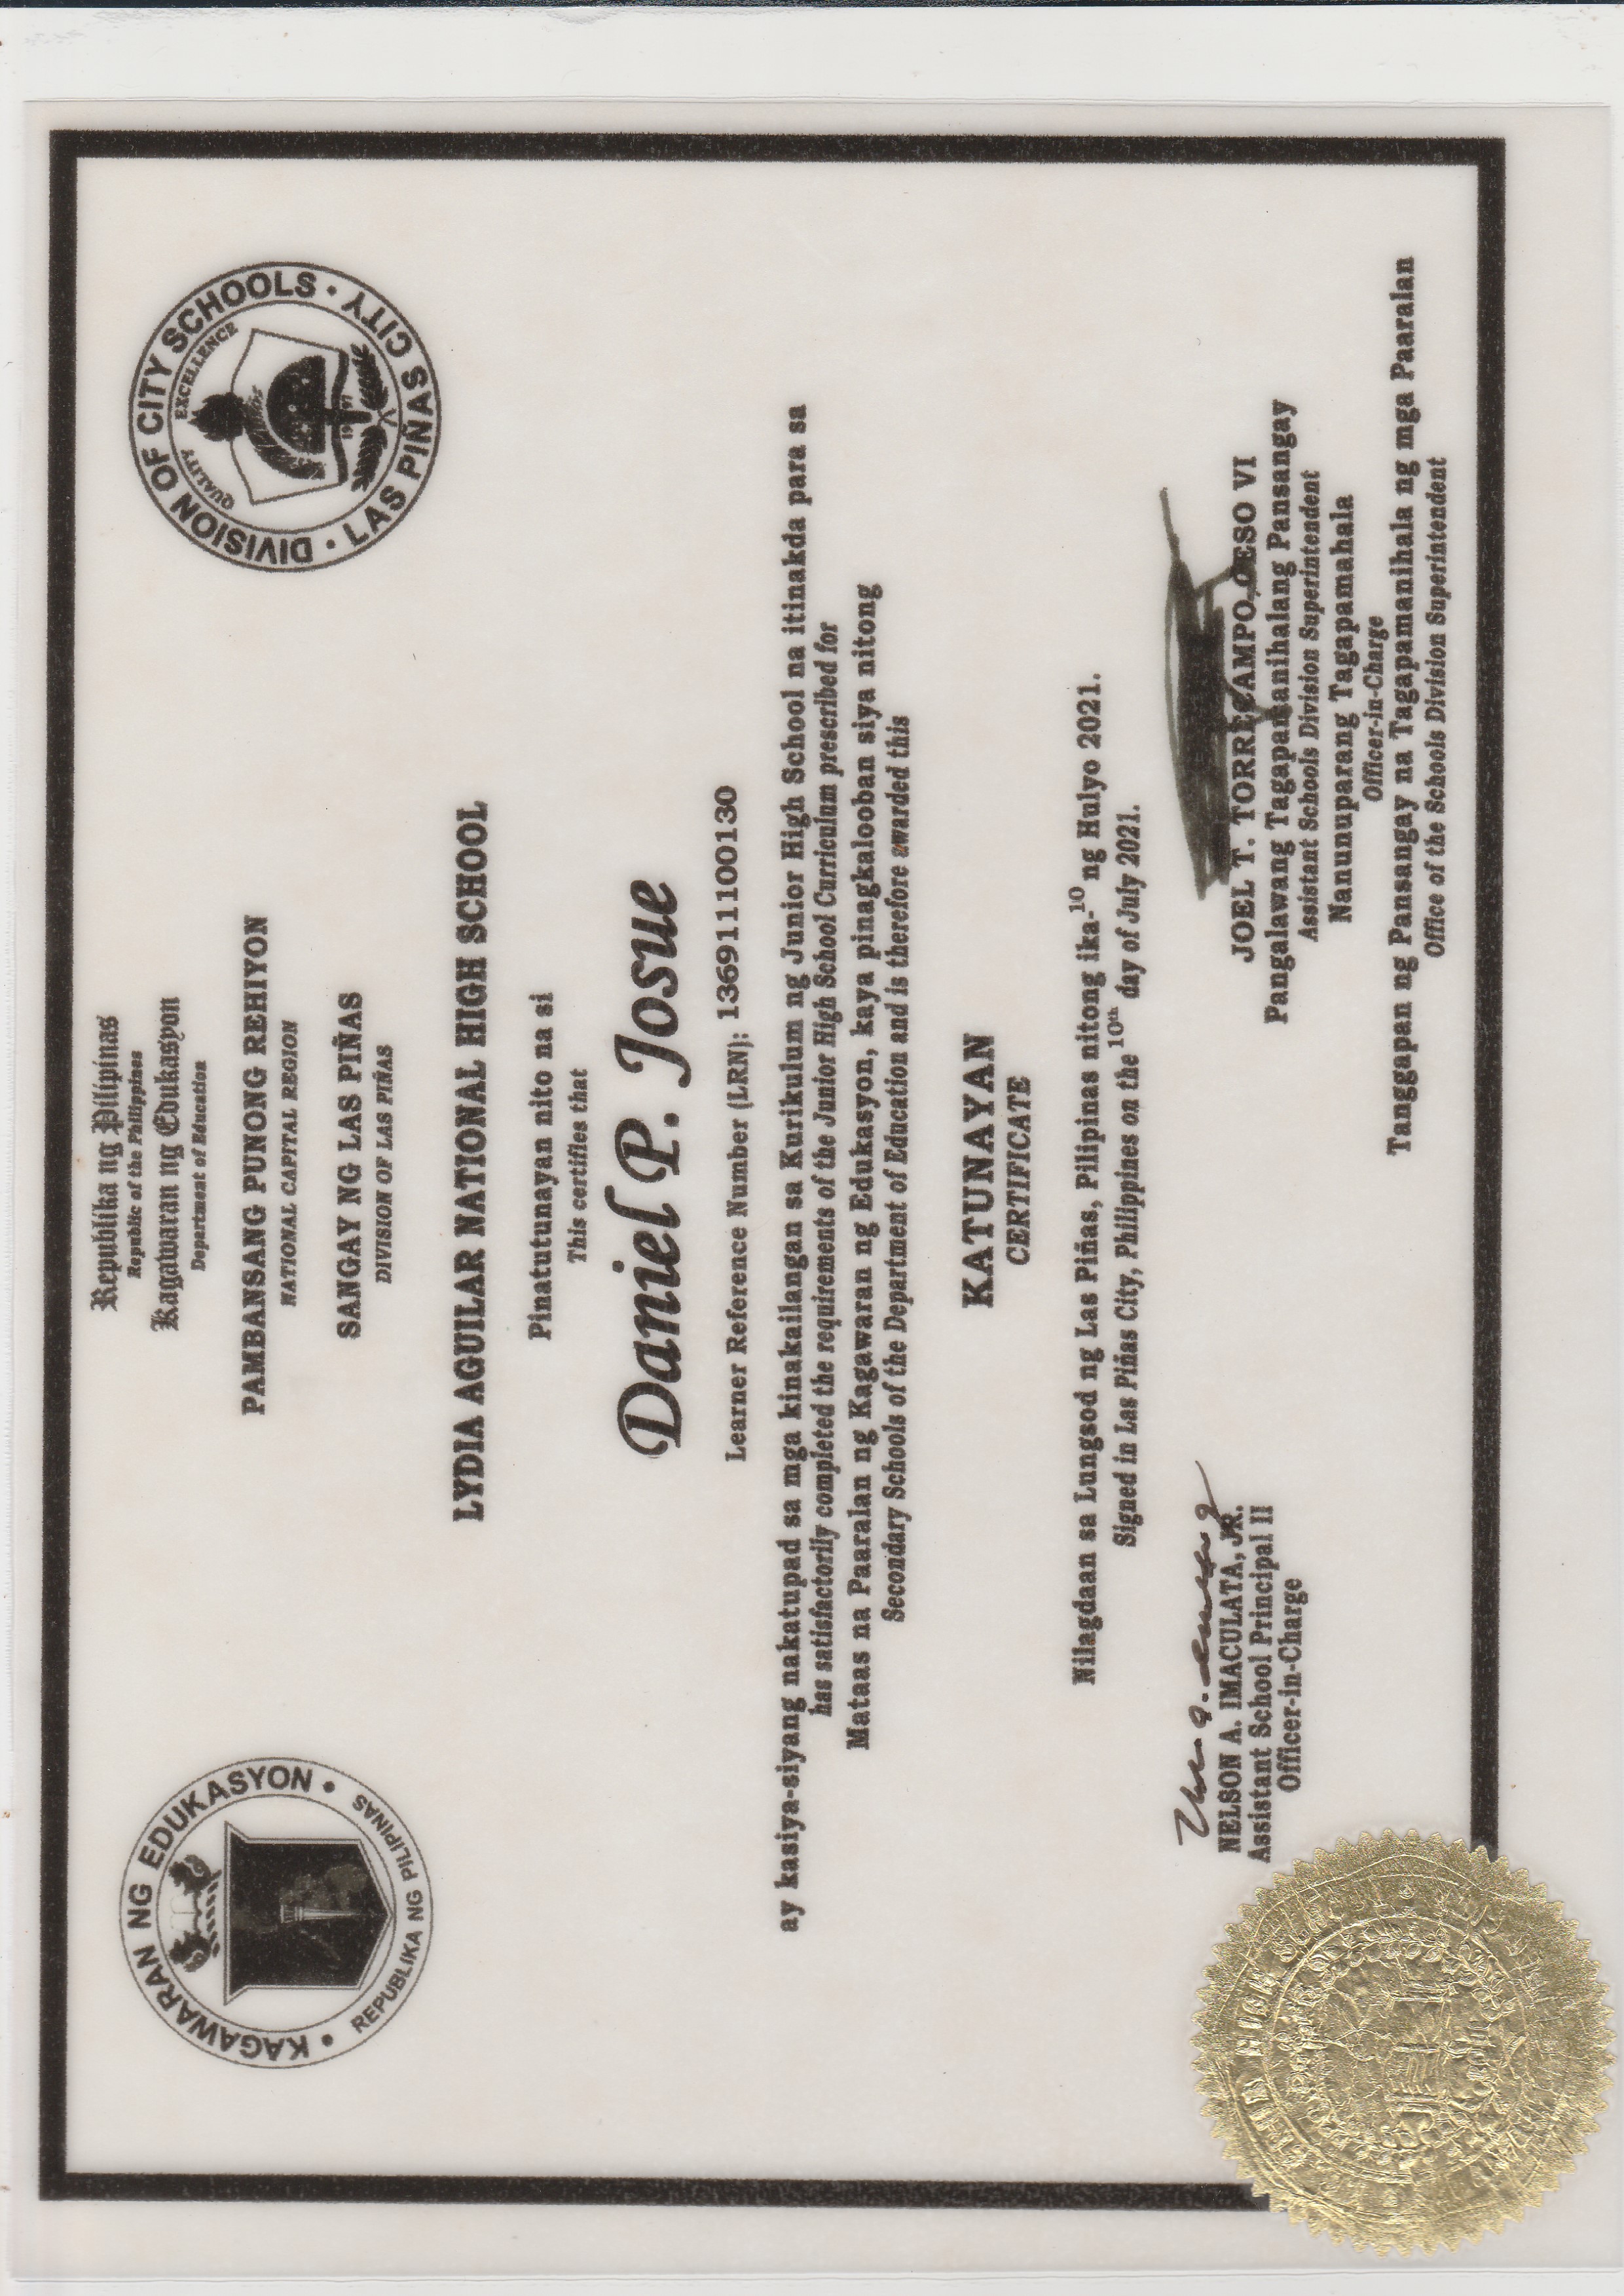 Republika ng Pilipinas
Republic of the Philippines
Kagawaran ng Edukasyon
Department of Education
KAGAWARAN NG EDUKASYON
REPUBLIKA NG PILIPINAS
DIVISION OF CITY SCHOOLS
QUALITY EXCELLENCE
1997
LAS PIÑAS CITY
PAMBANSANG PUNONG REHIYON
NATIONAL CAPITAL REGION
SANGAY NG LAS PIÑAS
DIVISION OF LAS PIÑAS
LYDIA AGUILAR NATIONAL HIGH SCHOOL
Pinatutunayan nito na si
This certifies that
Daniel P. Josue
Learner Reference Number (LRN): 136911100130
ay kasiya-siyang nakatupad sa mga kinakailangan sa Kurikulum ng Junior High School na itinakda para sa
has satisfactorily completed the requirements of the Junior High School Curriculum prescribed for
Mataas na Paaralan ng Kagawaran ng Edukasyon, kaya pinagkalooban siya nitong
Secondary Schools of the Department of Education and is therefore awarded this
KATUNAYAN
CERTIFICATE
Nilagdaan sa Lungsod ng Las Piñas, Pilipinas nitong ika-10 ng Hulyo 2021.
Signed in Las Piñas City, Philippines on the 10th day of July 2021.
NELSON A. IMACULATA, JR.
Assistant School Principal II
Officer-in-Charge
JOEL T. TORRECAMPO, CESO VI
Pangalawang Tagapamanihalang Pansangay
Assistant Schools Division Superintendent
Nanunuparang Tagapamahala
Officer-in-Charge
Tanggapan ng Pansangay na Tagapamanihala ng mga Paaralan
Office of the Schools Division Superintendent
HIGH